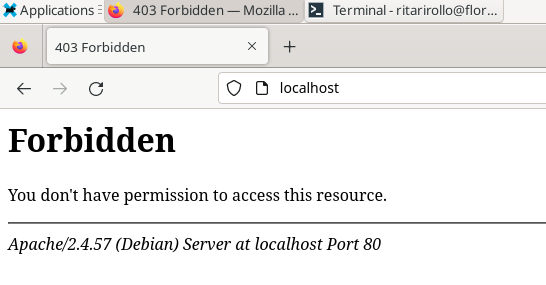 Applications 403 Forbidden — Mozilla ... Terminal - ritarirollo@flor...
403 Forbidden
localhost
Forbidden
You don't have permission to access this resource.
Apache/2.4.57 (Debian) Server at localhost Port 80